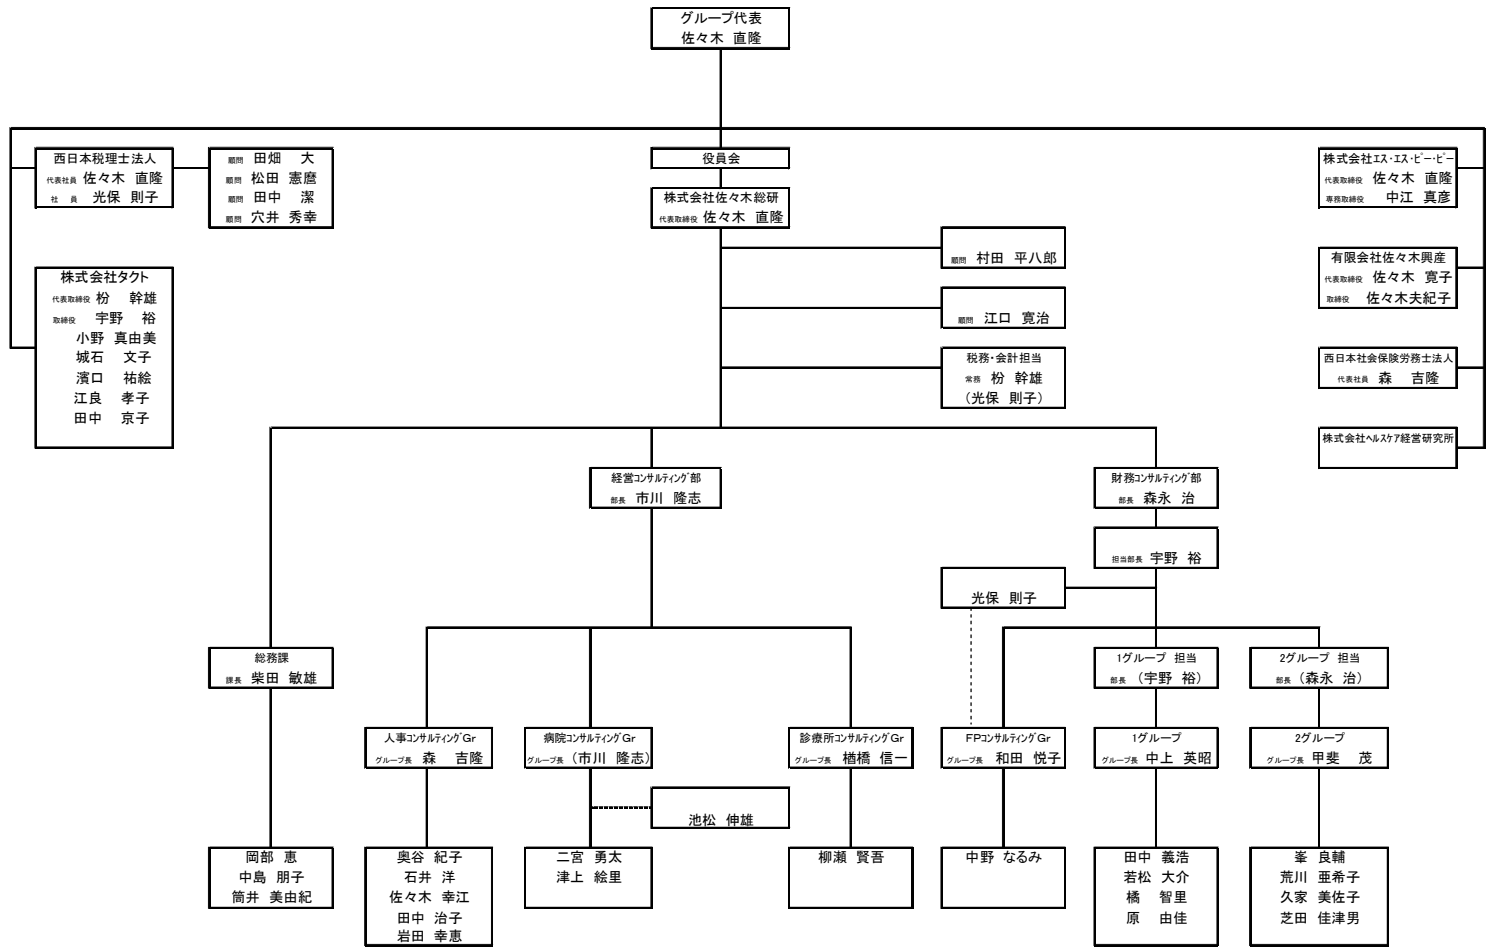 グループ代表
佐々木 直隆
西日本税理士法人
代表社員 佐々木 直隆
社 員 光保 則子
顧問 田畑 大
顧問 松田 憲麿
顧問 田中 潔
顧問 穴井 秀幸
役員会
株式会社佐々木総研
代表取締役 佐々木 直隆
株式会社エス・エス・ピー・ピー
代表取締役 佐々木 直隆
専務取締役 中江 真彦
顧問 村田 平八郎
有限会社佐々木興産
代表取締役 佐々木 寛子
取締役 佐々木夫紀子
株式会社タクト
代表取締役 枌 幹雄
取締役 宇野 裕
小野 真由美
城石 文子
濱口 祐絵
江良 孝子
田中 京子
顧問 江口 寛治
税務・会計担当
常務 枌 幹雄
(光保 則子)
西日本社会保険労務士法人
代表社員 森 吉隆
株式会社ヘルスケア経営研究所
経営コンサルティング部
部長 市川 隆志
財務コンサルティング部
部長 森永 治
担当部長 宇野 裕
光保 則子
総務課
課長 柴田 敏雄
1グループ 担当
部長 (宇野 裕)
2グループ 担当
部長 (森永 治)
人事コンサルティングGr
グループ長 森 吉隆
病院コンサルティングGr
グループ長 (市川 隆志)
診療所コンサルティングGr
グループ長 楢橋 信一
FPコンサルティングGr
グループ長 和田 悦子
1グループ
グループ長 中上 英昭
2グループ
グループ長 甲斐 茂
池松 伸雄
岡部 恵
中島 朋子
筒井 美由紀
奥谷 紀子
石井 洋
佐々木 幸江
田中 治子
岩田 幸恵
二宮 勇太
津上 絵里
柳瀬 賢吾
中野 なるみ
田中 義浩
若松 大介
橘 智里
原 由佳
峯 良輔
荒川 亜希子
久家 美佐子
芝田 佳津男